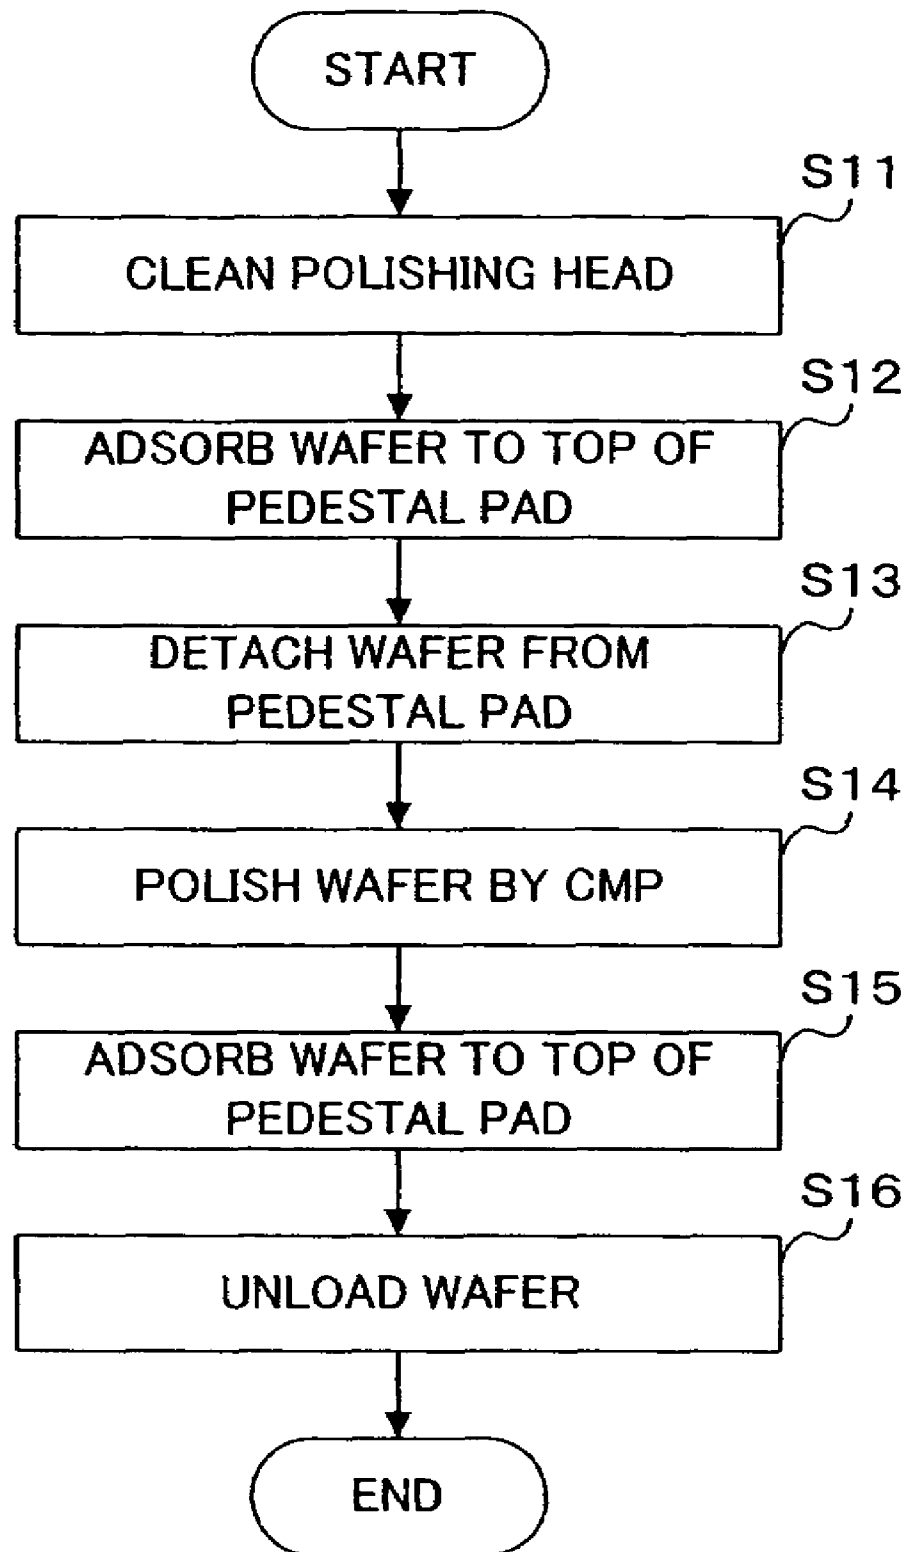 START
S11
CLEAN POLISHING HEAD
S12
ADSORB WAFER TO TOP OF
PEDESTAL PAD
S13
DETACH WAFER FROM
PEDESTAL PAD
S14
POLISH WAFER BY CMP
S15
ADSORB WAFER TO TOP OF
PEDESTAL PAD
S16
UNLOAD WAFER
END